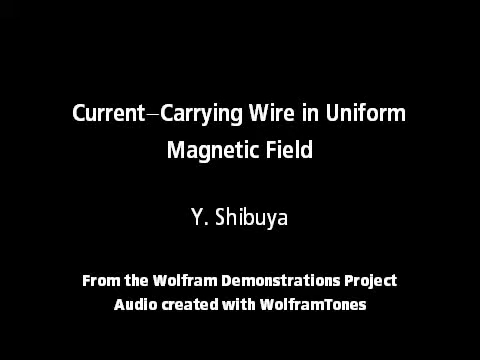 Current–Carrying Wire in Uniform
Magnetic Field
Y. Shibuya
From the Wolfram Demonstrations Project
Audio created with WolframTones